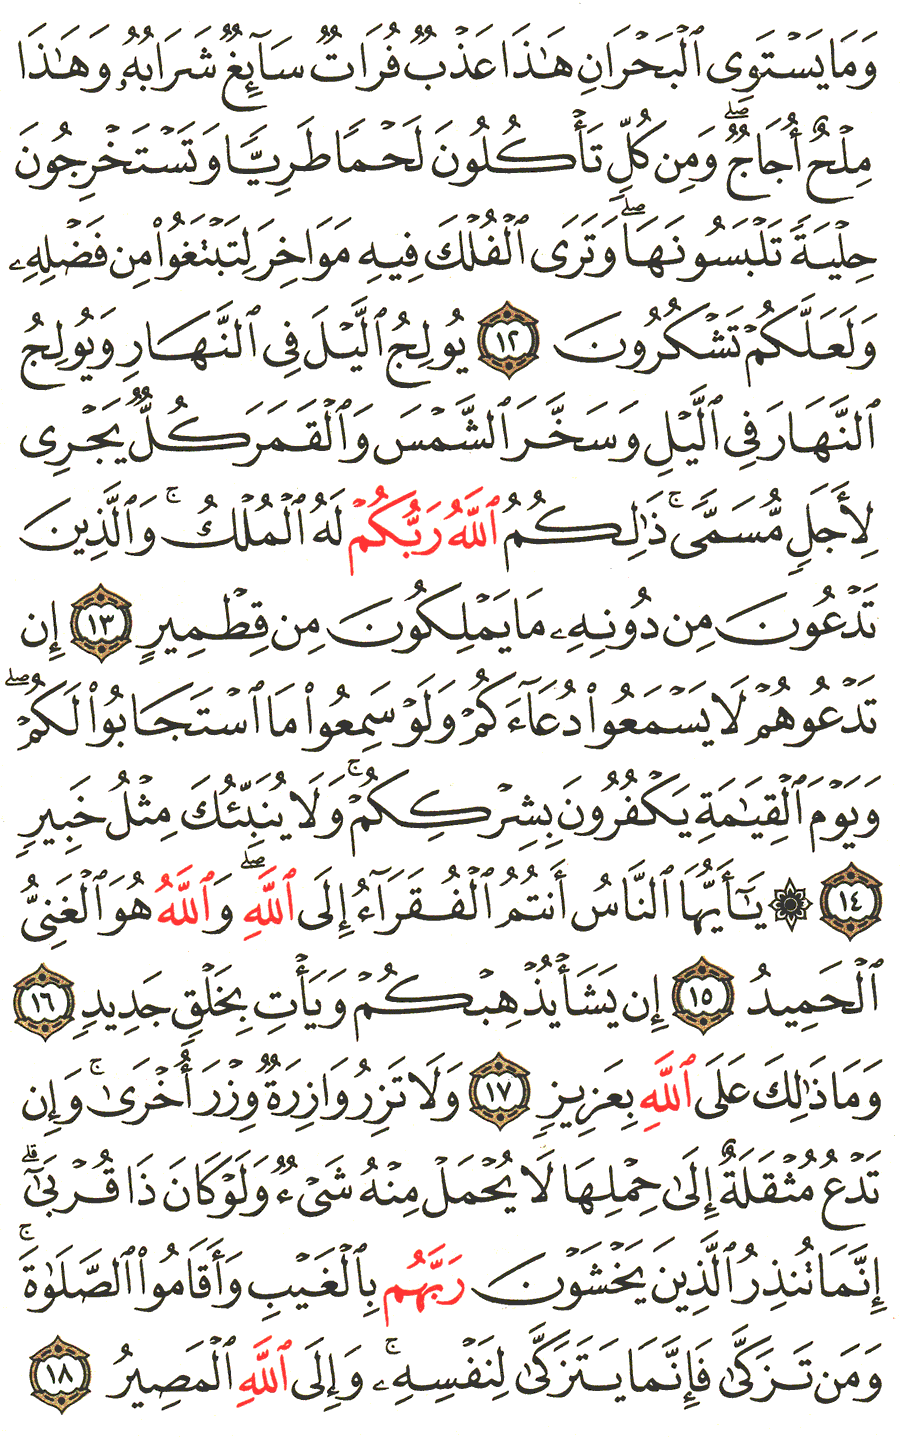 وَمَا يَسْتَوِى ٱلْبَحْرَانِ هَٰذَا عَذْبٌ فُرَاتٌ سَآئِغٌ شَرَابُهُۥ وَهَٰذَا
مِلْحٌ أُجَاجٌ ۖ وَمِن كُلٍّ تَأْكُلُونَ لَحْمًا طَرِيًّا وَتَسْتَخْرِجُونَ
حِلْيَةً تَلْبَسُونَهَا ۖ وَتَرَى ٱلْفُلْكَ فِيهِ مَوَاخِرَ لِتَبْتَغُوا۟ مِن فَضْلِهِۦ
وَلَعَلَّكُمْ تَشْكُرُونَ ١٢ يُولِجُ ٱلَّيْلَ فِى ٱلنَّهَارِ وَيُولِجُ
ٱلنَّهَارَ فِى ٱلَّيْلِ وَسَخَّرَ ٱلشَّمْسَ وَٱلْقَمَرَ كُلٌّ يَجْرِى
لِأَجَلٍ مُّسَمًّى ۚ ذَٰلِكُمُ ٱللَّهُ رَبُّكُمْ لَهُ ٱلْمُلْكُ ۚ وَٱلَّذِينَ
تَدْعُونَ مِن دُونِهِۦ مَا يَمْلِكُونَ مِن قِطْمِيرٍ ١٣ إِن
تَدْعُوهُمْ لَا يَسْمَعُوا۟ دُعَآءَكُمْ وَلَوْ سَمِعُوا۟ مَا ٱسْتَجَابُوا۟ لَكُمْ ۖ
وَيَوْمَ ٱلْقِيَٰمَةِ يَكْفُرُونَ بِشِرْكِكُمْ ۚ وَلَا يُنَبِّئُكَ مِثْلُ خَبِيرٍ
١٤ ۞ يَٰٓأَيُّهَا ٱلنَّاسُ أَنتُمُ ٱلْفُقَرَآءُ إِلَى ٱللَّهِ ۖ وَٱللَّهُ هُوَ ٱلْغَنِىُّ
ٱلْحَمِيدُ ١٥ إِن يَشَأْ يُذْهِبْكُمْ وَيَأْتِ بِخَلْقٍ جَدِيدٍ ١٦
وَمَا ذَٰلِكَ عَلَى ٱللَّهِ بِعَزِيزٍ ١٧ وَلَا تَزِرُ وَازِرَةٌ وِزْرَ أُخْرَىٰ ۚ وَإِن
تَدْعُ مُثْقَلَةٌ إِلَىٰ حِمْلِهَا لَا يُحْمَلْ مِنْهُ شَىْءٌ وَلَوْ كَانَ ذَا قُرْبَىٰٓ ۗ
إِنَّمَا تُنذِرُ ٱلَّذِينَ يَخْشَوْنَ رَبَّهُم بِٱلْغَيْبِ وَأَقَامُوا۟ ٱلصَّلَوٰةَ ۚ
وَمَن تَزَكَّىٰ فَإِنَّمَا يَتَزَكَّىٰ لِنَفْسِهِۦ ۚ وَإِلَى ٱللَّهِ ٱلْمَصِيرُ ١٨